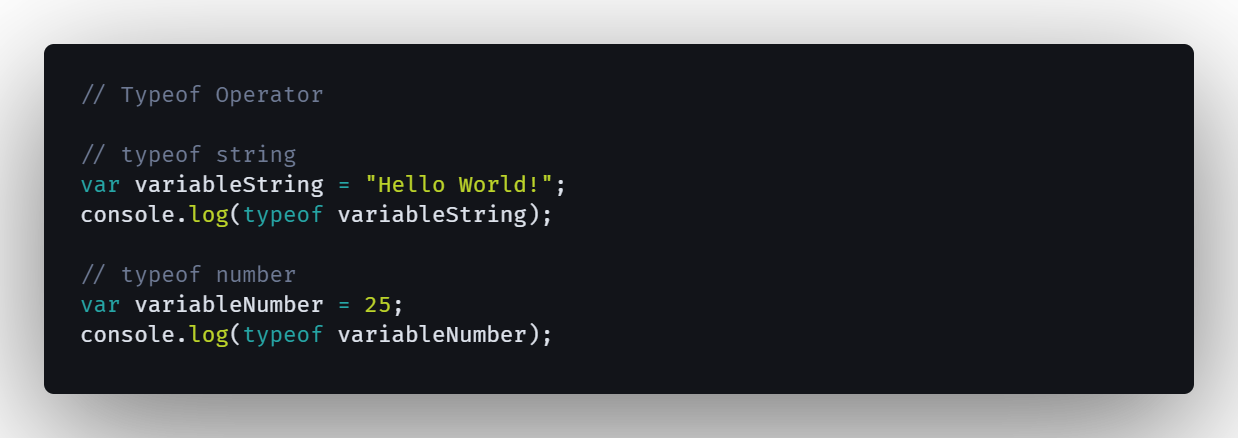 // Typeof Operator
// typeof string
var variableString = "Hello World!";
console.log(typeof variableString);
// typeof number
var variableNumber = 25;
console.log(typeof variableNumber);